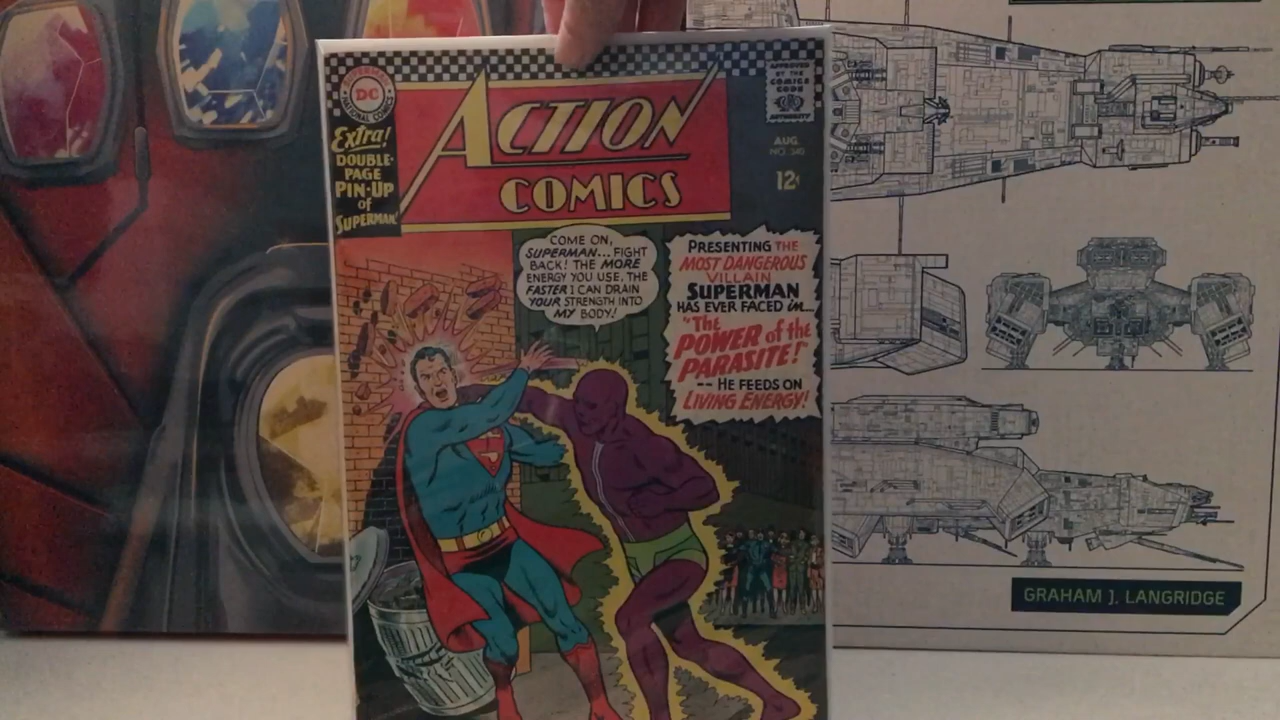 SUPERMAN
DC
NATIONAL COMICS
Extra!
DOUBLE-
PAGE
PIN-UP
of
SUPERMAN!
ACTION
COMICS
APPROVED
BY THE
COMICS
CODE
AUTHORITY
AUG.
NO. 340
12¢
COME ON,
SUPERMAN... FIGHT
BACK! THE MORE
ENERGY YOU USE, THE
FASTER I CAN DRAIN
YOUR STRENGTH INTO
MY BODY!
PRESENTING THE
MOST DANGEROUS
VILLAIN
SUPERMAN
HAS EVER FACED in...
"The
POWER of the
PARASITE!"
-- HE FEEDS ON
LIVING ENERGY!
GRAHAM J. LANGRIDGE